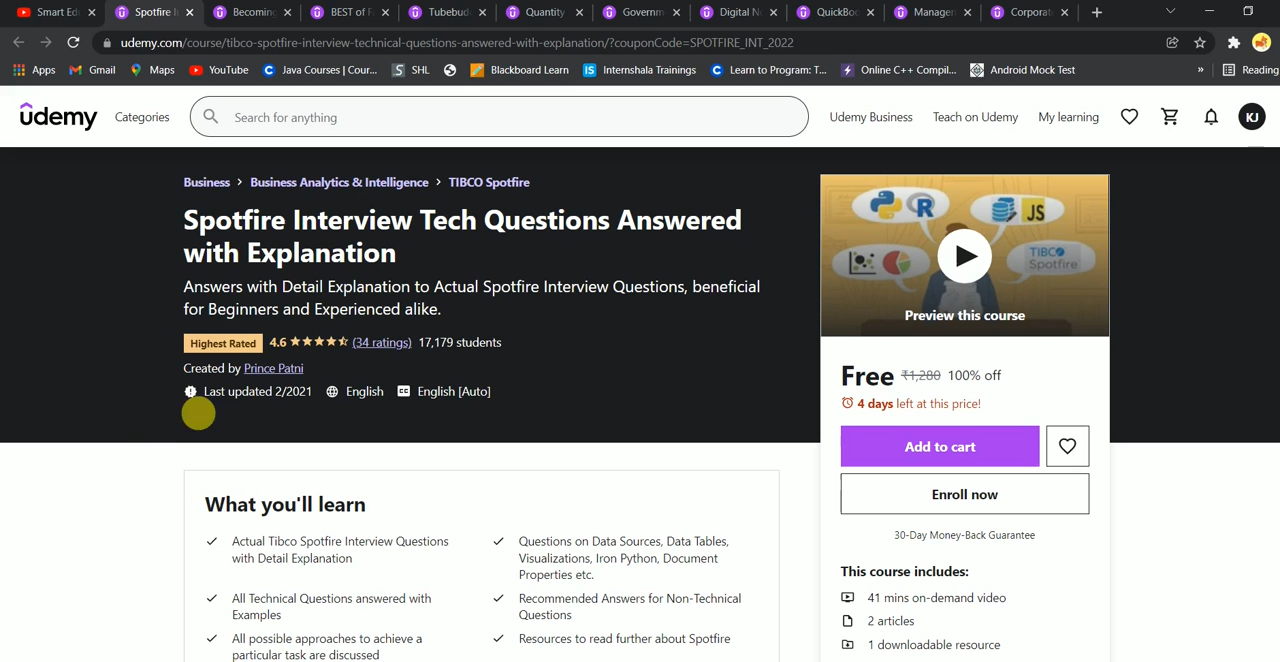 Smart Ed
Spotfire I
Becoming
BEST of F
Tubebud
Quantity
Governm
Digital N
QuickBoo
Manageri
Corporat
udemy.com/course/tibco-spotfire-interview-technical-questions-answered-with-explanation/?couponCode=SPOTFIRE_INT_2022
Apps
Gmail
Maps
YouTube
Java Courses | Cour...
SHL
Blackboard Learn
IS
Internshala Trainings
Learn to Program: T...
Online C++ Compil...
Android Mock Test
»
Reading
udemy
Categories
Search for anything
Udemy Business
Teach on Udemy
My learning
KJ
Business > Business Analytics & Intelligence > TIBCO Spotfire
Spotfire Interview Tech Questions Answered
with Explanation
Answers with Detail Explanation to Actual Spotfire Interview Questions, beneficial
for Beginners and Experienced alike.
Highest Rated 4.6 (34 ratings) 17,179 students
Created by Prince Patni
Last updated 2/2021 English CC English [Auto]
R
JS
TIBCO
Spotfire
Preview this course
Free ₹1,280 100% off
4 days left at this price!
Add to cart
Enroll now
30-Day Money-Back Guarantee
This course includes:
41 mins on-demand video
2 articles
1 downloadable resource
What you'll learn
Actual Tibco Spotfire Interview Questions
with Detail Explanation
Questions on Data Sources, Data Tables,
Visualizations, Iron Python, Document
Properties etc.
All Technical Questions answered with
Examples
Recommended Answers for Non-Technical
Questions
All possible approaches to achieve a
particular task are discussed
Resources to read further about Spotfire